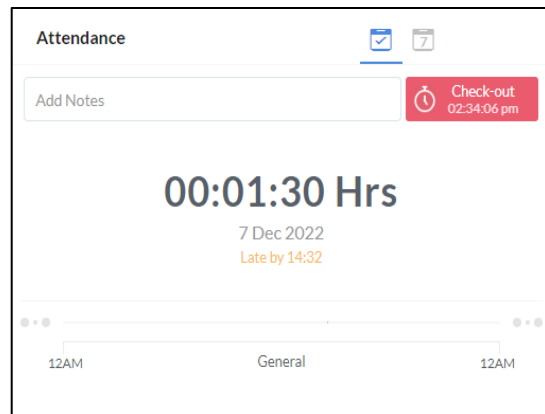 Attendance
7
Add Notes
Check-out
02:34:06 pm
00:01:30 Hrs
7 Dec 2022
Late by 14:32
12AM General 12AM